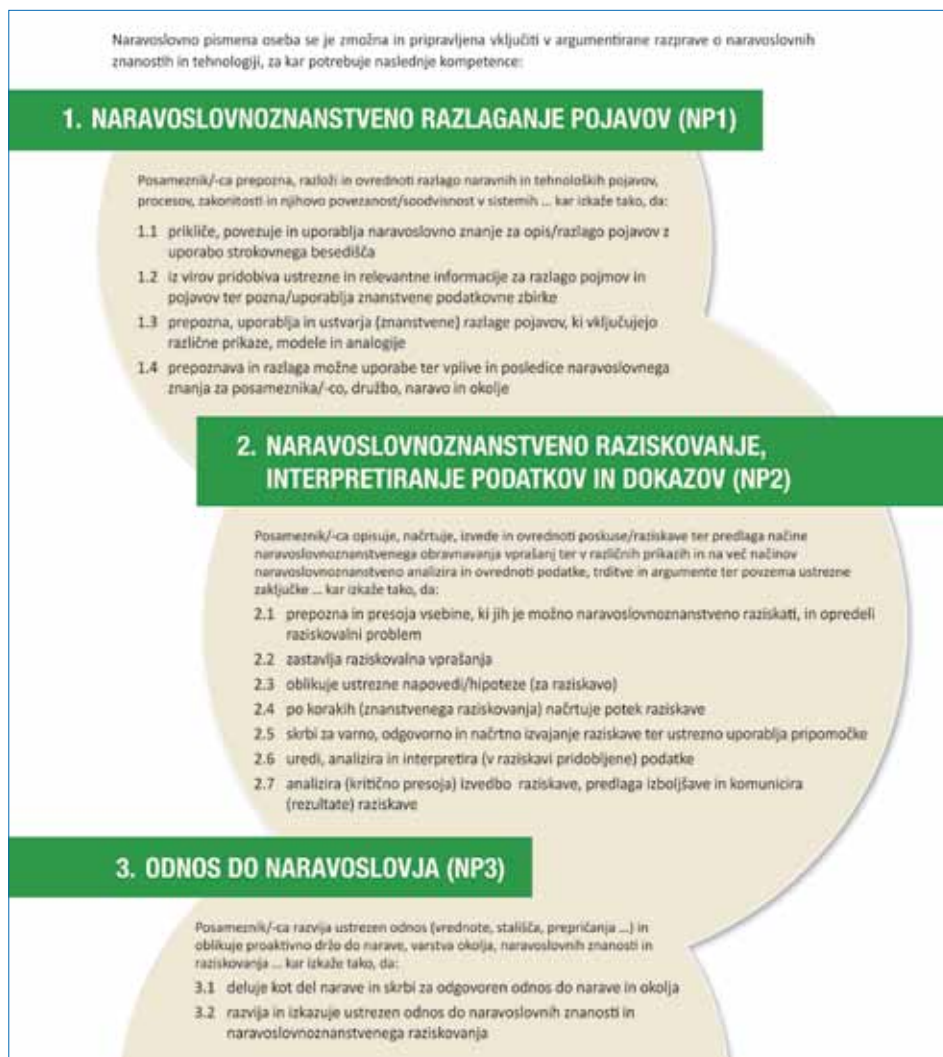 Naravoslovno pismena oseba se je zmožna in pripravljena vključiti v argumentirane razprave o naravoslovnih
znanostih in tehnologiji, za kar potrebuje naslednje kompetence:
1. NARAVOSLOVNOZNANSTVENO RAZLAGANJE POJAVOV (NP1)
Posameznik/-ca prepozna, razloži in ovrednoti razlago naravnih in tehnoloških pojavov,
procesov, zakonitosti in njihovo povezanost/soodvisnost v sistemih ... kar izkaže tako, da:
1.1 prikliče, povezuje in uporablja naravoslovno znanje za opis/razlago pojavov z
uporabo strokovnega besedišča
1.2 iz virov pridobiva ustrezne in relevantne informacije za razlago pojmov in
pojavov ter pozna/uporablja znanstvene podatkovne zbirke
1.3 prepozna, uporablja in ustvarja (znanstvene) razlage pojavov, ki vključujejo
različne prikaze, modele in analogije
1.4 prepoznava in razlaga možne uporabe ter vplive in posledice naravoslovnega
znanja za posameznika/-co, družbo, naravo in okolje
2. NARAVOSLOVNOZNANSTVENO RAZISKOVANJE,
INTERPRETIRANJE PODATKOV IN DOKAZOV (NP2)
Posameznik/-ca opisuje, načrtuje, izvede in ovrednoti poskuse/raziskave ter predlaga načine
naravoslovnoznanstvenega obravnavanja vprašanj ter v različnih prikazih in na več načinov
naravoslovnoznanstveno analizira in ovrednoti podatke, trditve in argumente ter povzema ustrezne
zaključke ... kar izkaže tako, da:
2.1 prepozna in presoja vsebine, ki jih je možno naravoslovnoznanstveno raziskati, in opredeli
raziskovalni problem
2.2 zastavlja raziskovalna vprašanja
2.3 oblikuje ustrezne napovedi/hipoteze (za raziskavo)
2.4 po korakih (znanstvenega raziskovanja) načrtuje potek raziskave
2.5 skrbi za varno, odgovorno in načrtno izvajanje raziskave ter ustrezno uporablja pripomočke
2.6 uredi, analizira in interpretira (v raziskavi pridobljene) podatke
2.7 analizira (kritično presoja) izvedbo raziskave, predlaga izboljšave in komunicira
(rezultate) raziskave
3. ODNOS DO NARAVOSLOVJA (NP3)
Posameznik/-ca razvija ustrezen odnos (vrednote, stališča, prepričanja ...) in
oblikuje proaktivno držo do narave, varstva okolja, naravoslovnih znanosti in
raziskovanja ... kar izkaže tako, da:
3.1 deluje kot del narave in skrbi za odgovoren odnos do narave in okolja
3.2 razvija in izkazuje ustrezen odnos do naravoslovnih znanosti in
naravoslovnoznanstvenega raziskovanja